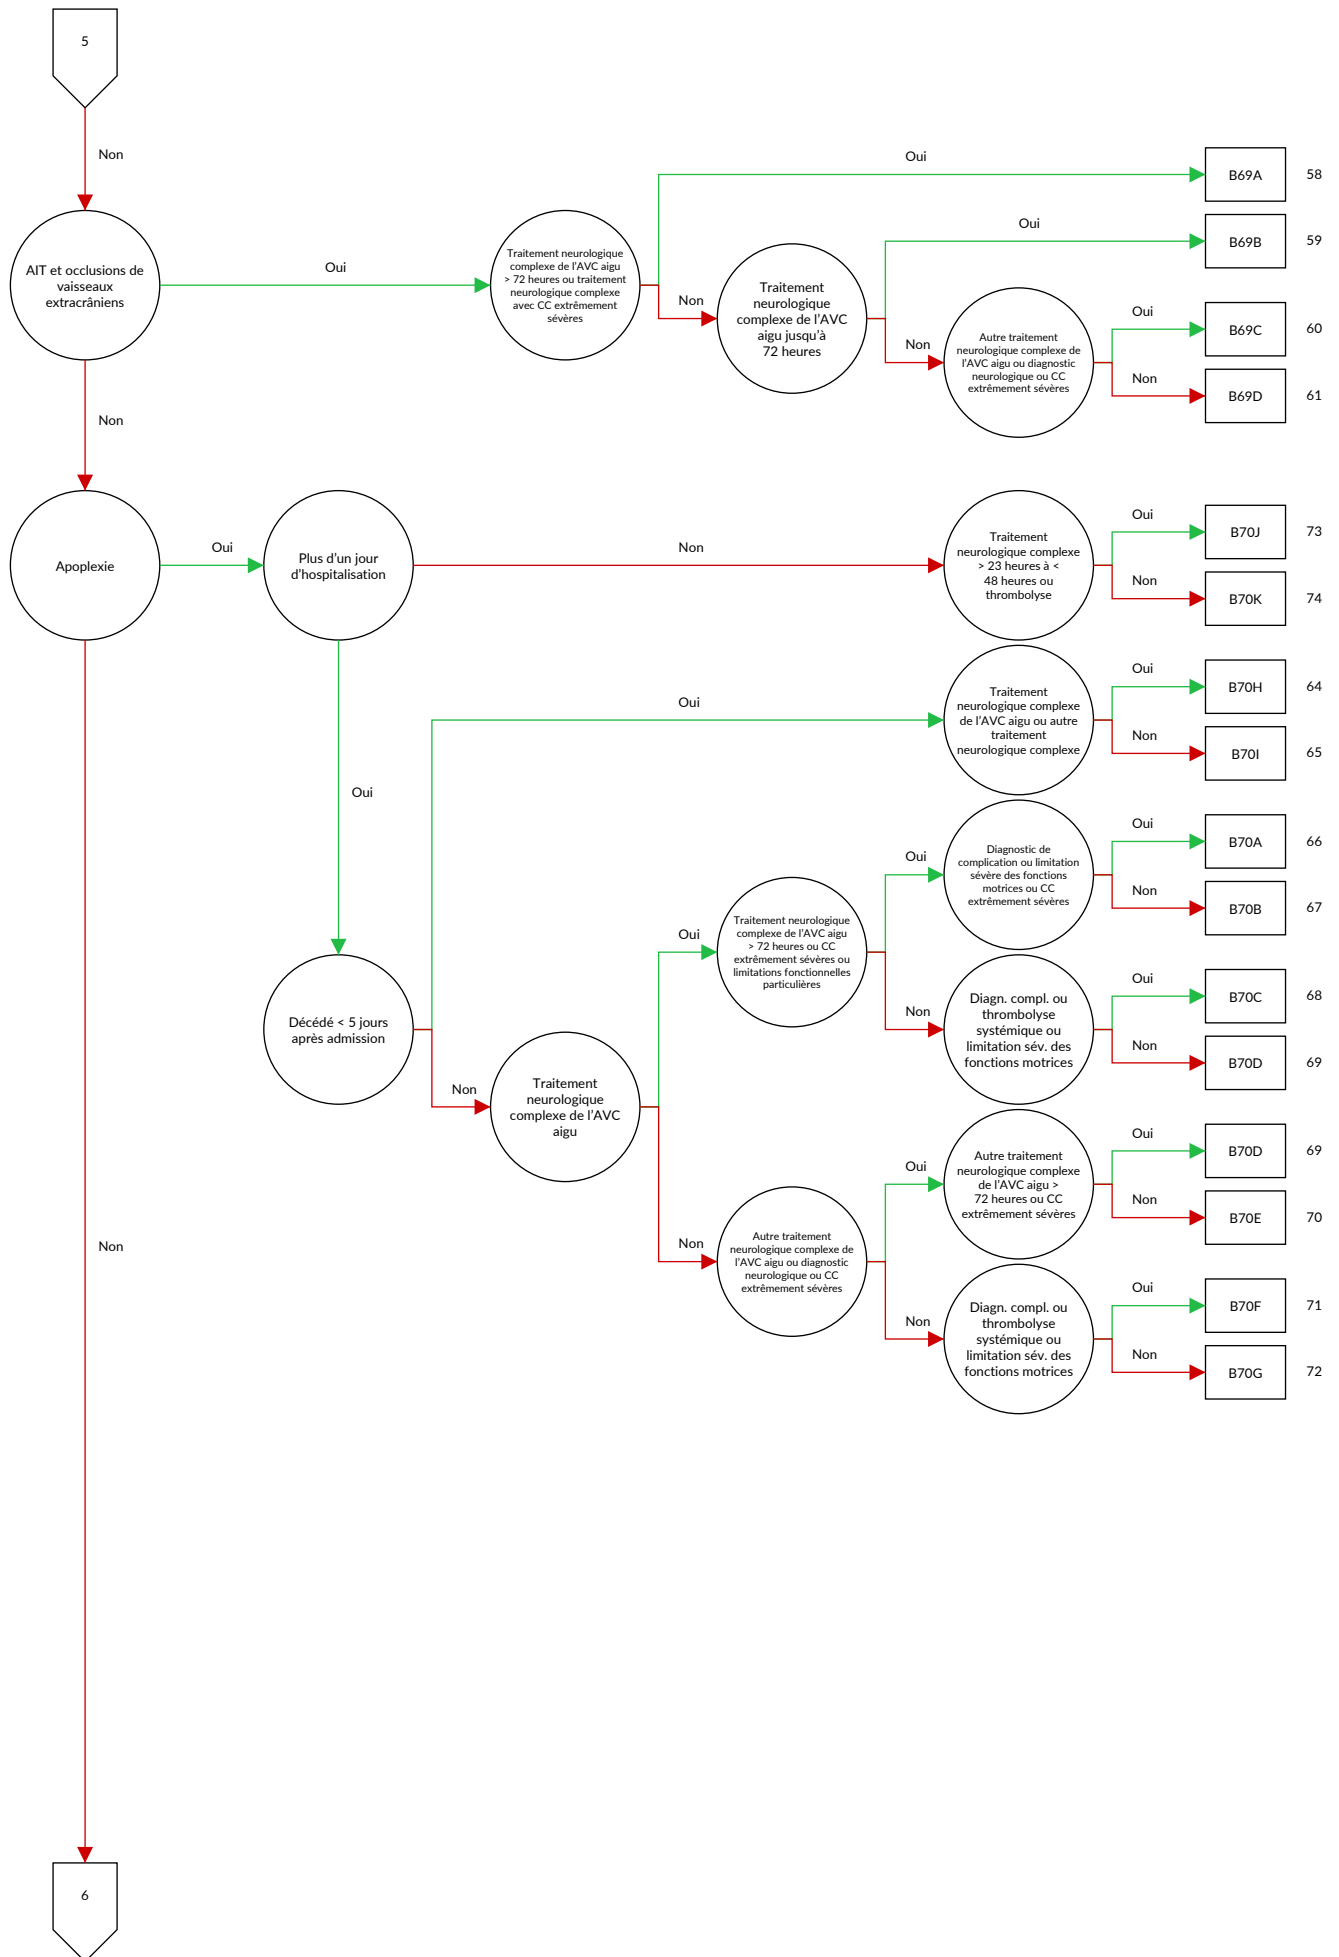 5
Non
Oui
B69A
58
Oui
B69B
59
AIT et occlusions de
vaisseaux
extracrâniens
Oui
Traitement neurologique
complexe de l'AVC aigu
> 72 heures ou traitement
neurologique complexe
avec CC extrêmement
sévères
Non
Traitement
neurologique
complexe de l'AVC
aigu jusqu'à
72 heures
Non
Autre traitement
neurologique complexe de
l'AVC aigu ou diagnostic
neurologique ou CC
extrêmement sévères
Oui
B69C
60
Non
B69D
61
Non
Apoplexie
Oui
Plus d'un jour
d'hospitalisation
Non
Traitement
neurologique complexe
> 23 heures à <
48 heures ou
thrombolyse
Oui
B70J
73
Non
B70K
74
Oui
Oui
Traitement
neurologique complexe
de l'AVC aigu ou autre
traitement
neurologique complexe
Oui
B70H
64
Non
B70I
65
Décédé < 5 jours
après admission
Non
Traitement
neurologique
complexe de l'AVC
aigu
Oui
Traitement neurologique
complexe de l'AVC aigu
> 72 heures ou CC
extrêmement sévères ou
limitations fonctionnelles
particulières
Oui
Diagnostic de
complication ou limitation
sévère des fonctions
motrices ou CC
extrêmement sévères
Oui
B70A
66
Non
B70B
67
Non
Diagn. compl. ou
thrombolyse
systémique ou
limitation sév. des
fonctions motrices
Oui
B70C
68
Non
B70D
69
Non
Autre traitement
neurologique complexe de
l'AVC aigu ou diagnostic
neurologique ou CC
extrêmement sévères
Oui
Autre traitement
neurologique complexe
de l'AVC aigu >
72 heures ou CC
extrêmement sévères
Oui
B70D
69
Non
B70E
70
Non
Diagn. compl. ou
thrombolyse
systémique ou
limitation sév. des
fonctions motrices
Oui
B70F
71
Non
B70G
72
Non
6